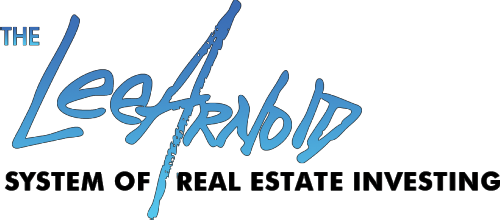 THE
LeeArnold
SYSTEM OF REAL ESTATE INVESTING